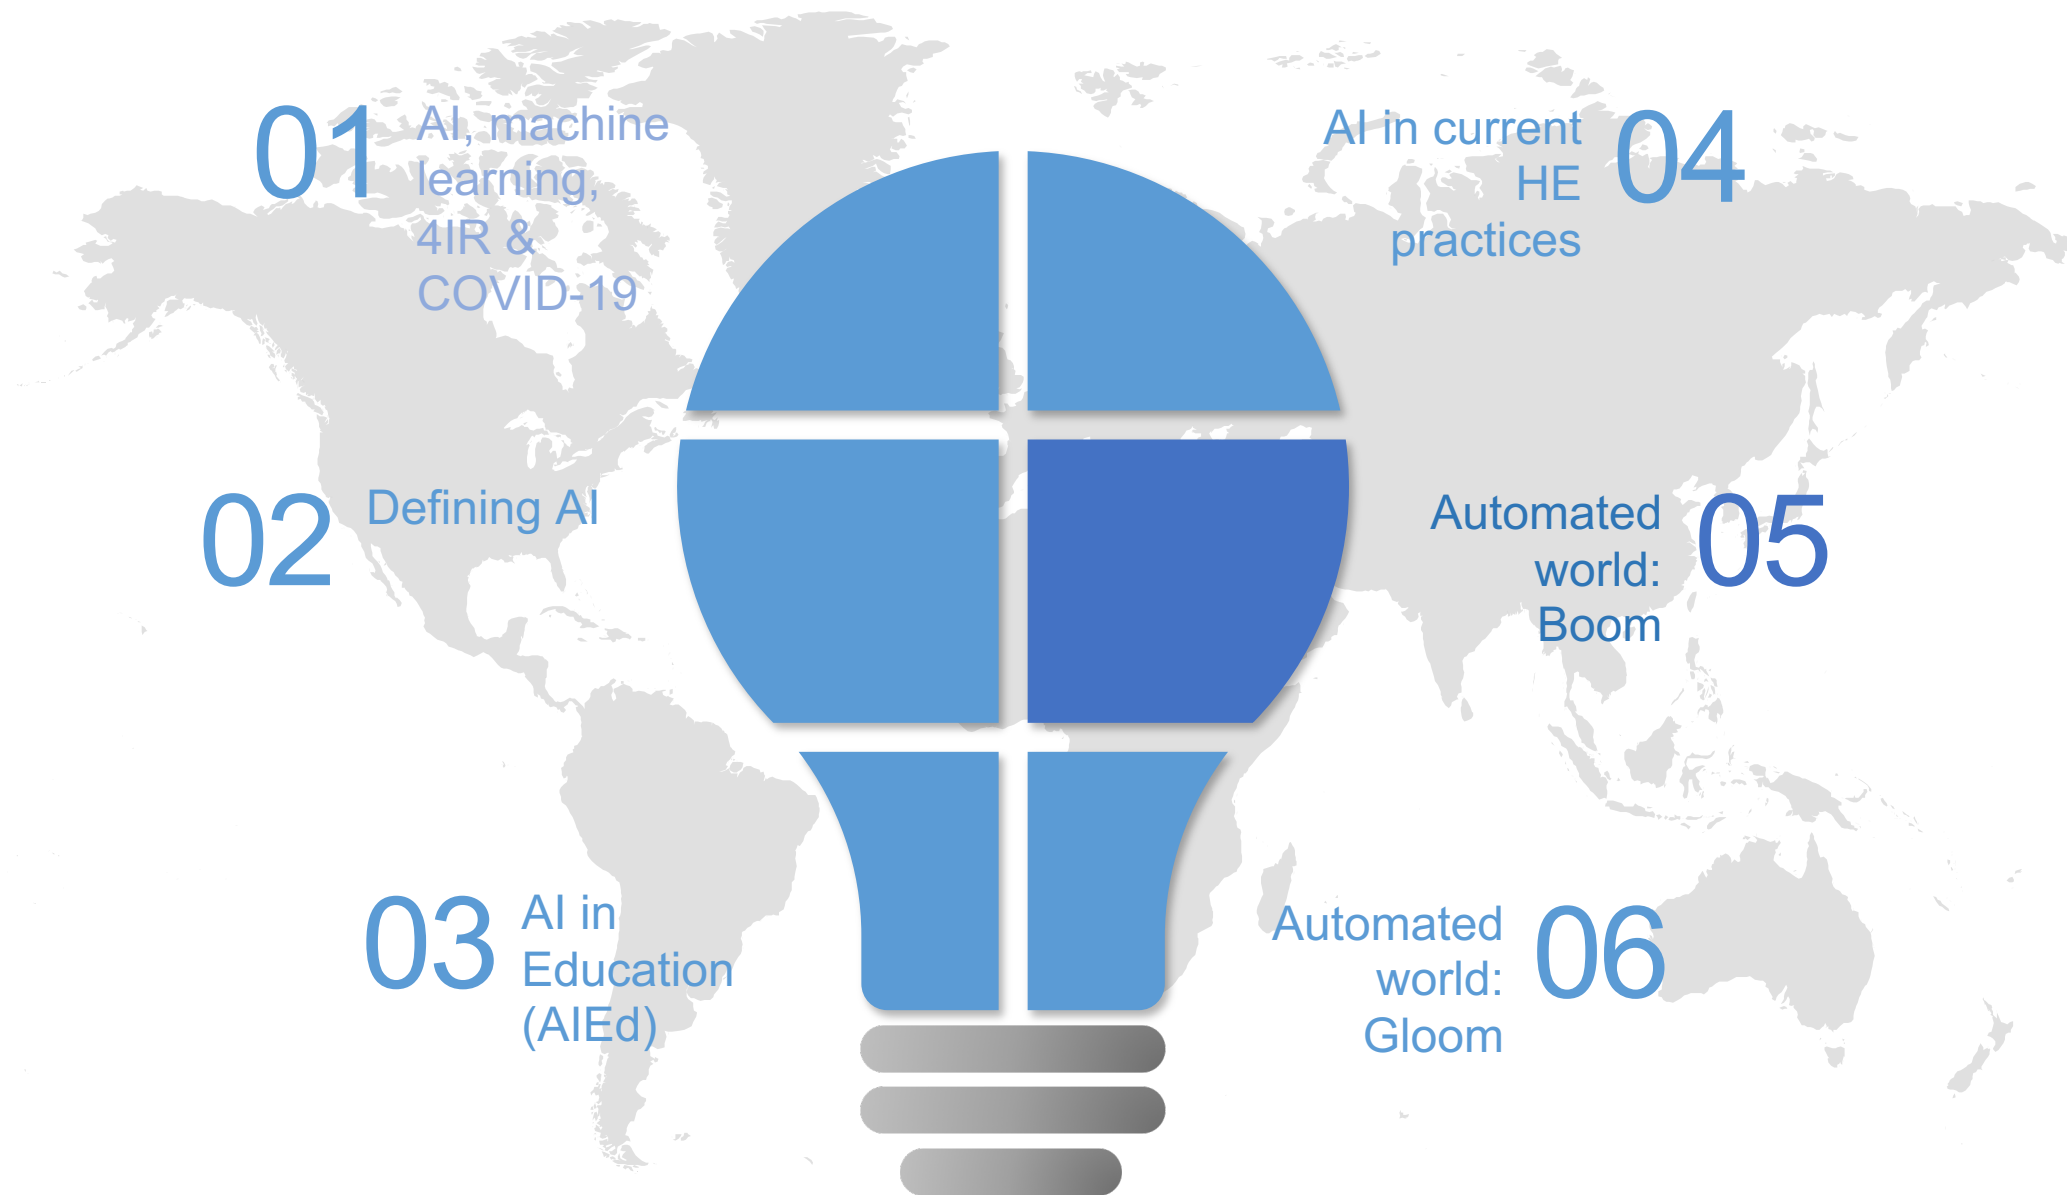 01
AI, machine
learning,
4IR &
COVID-19
02
Defining AI
03
AI in
Education
(AIEd)
04
AI in current
HE
practices
05
Automated
world:
Boom
06
Automated
world:
Gloom